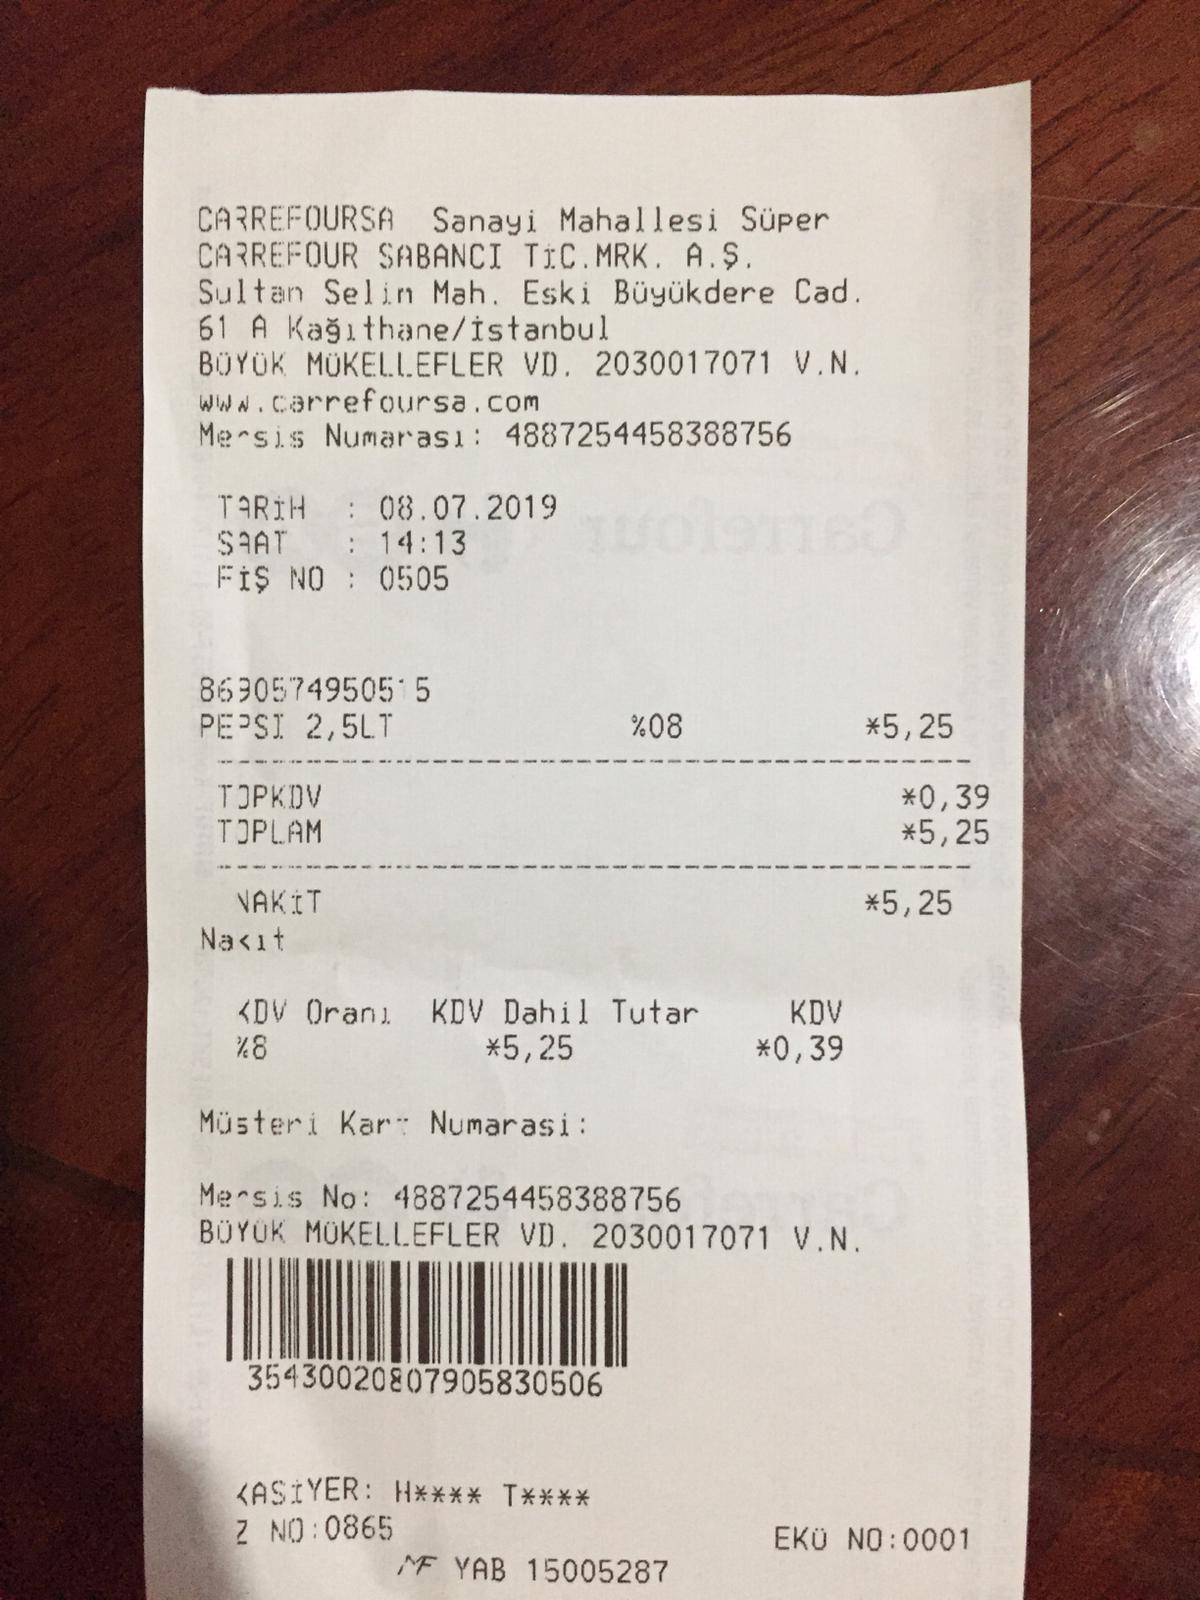 CARREFOURSA Sanayi Mahallesi Süper
CARREFOUR SABANCI TİC.MRK. A.Ş.
Sultan Selim Mah. Eski Büyükdere Cad.
61 A Kağıthane/İstanbul
BÜYÜK MÜKELLEFLER VD. 2030017071 V.N.
www.carrefoursa.com
Mersis Numarası: 4887254458388756
TARİH : 08.07.2019
SAAT : 14:13
FİŞ NO : 0505
8690574950515
PEPSI 2,5LT %08 *5,25
TOPKDV *0,39
TOPLAM *5,25
NAKİT *5,25
Nakit
KDV Oranı KDV Dahil Tutar KDV
%8 *5,25 *0,39
Müsteri Kart Numarasi:
Mersis No: 4887254458388756
BÜYÜK MÜKELLEFLER VD. 2030017071 V.N.
35430020807905830506
KASİYER: H**** T****
Z NO:0865 EKÜ NO:0001
MF YAB 15005287